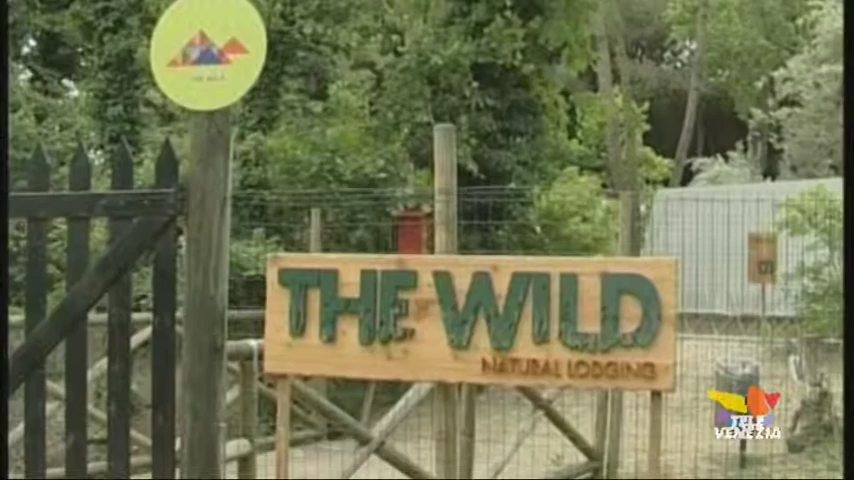 THE WILD
THE WILD
NATURAL LODGING
TELE
VENEZIA